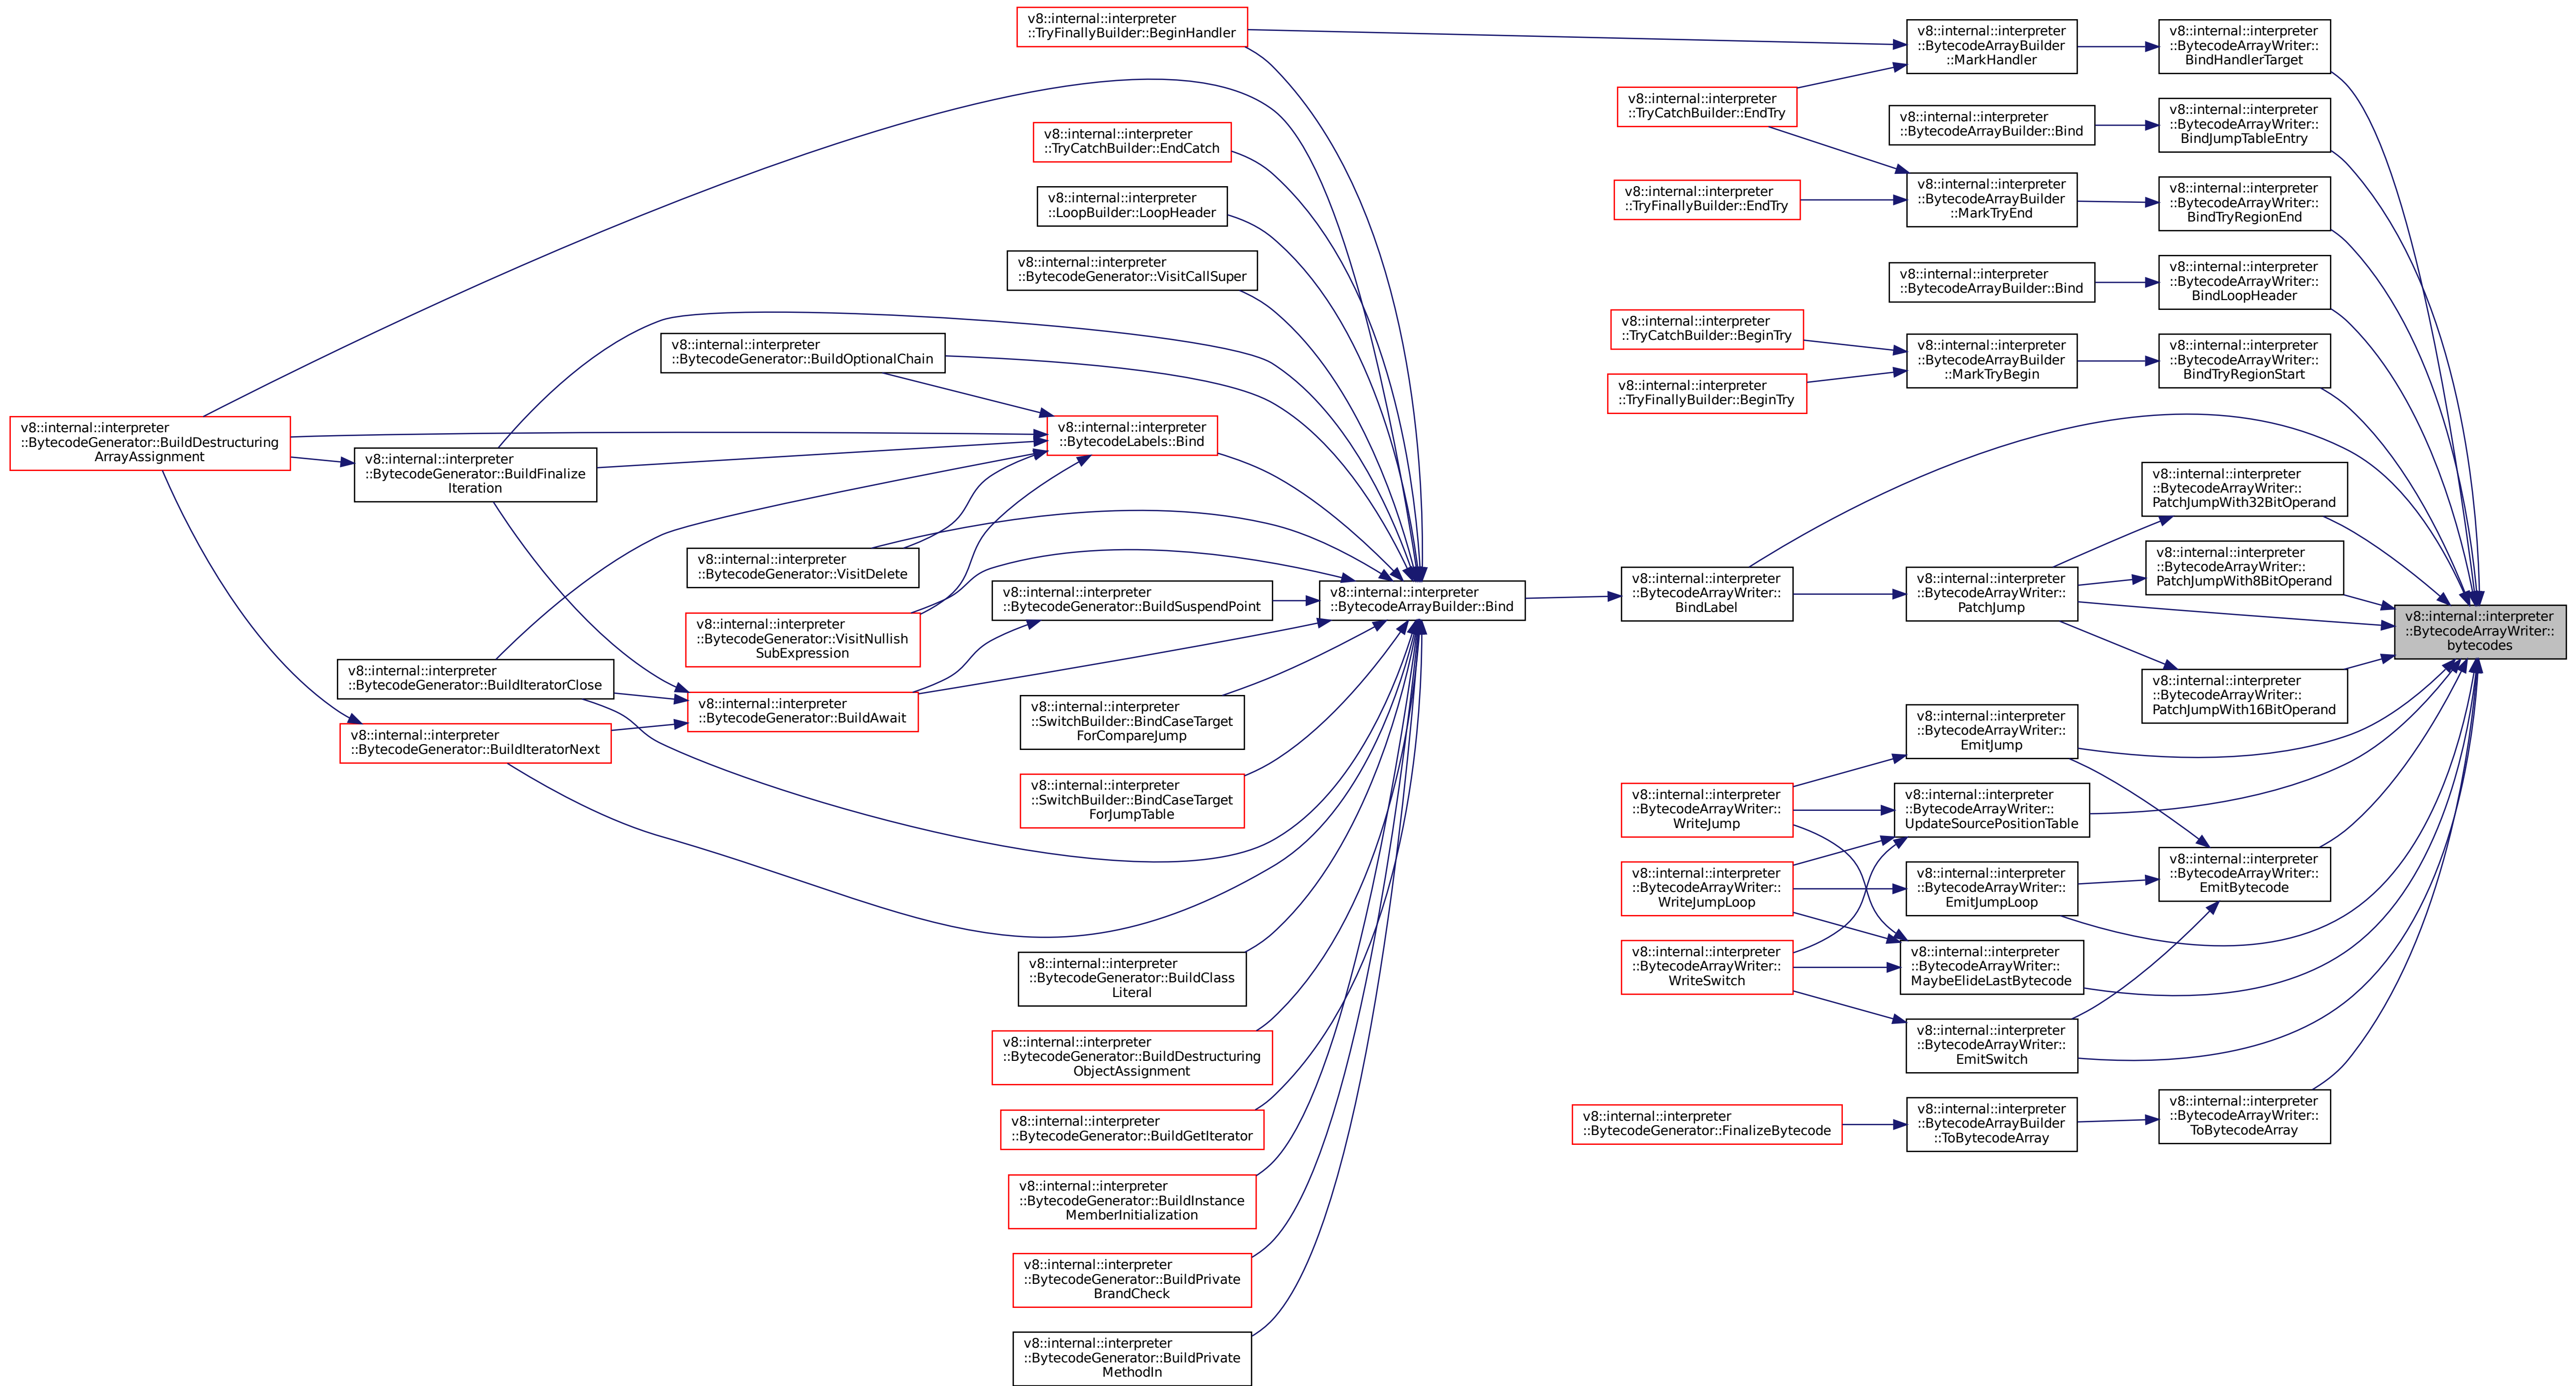 v8::internal::interpreter
::TryFinallyBuilder::BeginHandler
v8::internal::interpreter
::TryCatchBuilder::EndCatch
v8::internal::interpreter
::LoopBuilder::LoopHeader
v8::internal::interpreter
::BytecodeGenerator::VisitCallSuper
v8::internal::interpreter
::BytecodeGenerator::BuildOptionalChain
v8::internal::interpreter
::BytecodeGenerator::BuildDestructuring
ArrayAssignment
v8::internal::interpreter
::BytecodeGenerator::BuildFinalize
Iteration
v8::internal::interpreter
::BytecodeLabels::Bind
v8::internal::interpreter
::BytecodeGenerator::VisitDelete
v8::internal::interpreter
::BytecodeGenerator::VisitNullish
SubExpression
v8::internal::interpreter
::BytecodeGenerator::BuildSuspendPoint
v8::internal::interpreter
::BytecodeArrayBuilder::Bind
v8::internal::interpreter
::BytecodeGenerator::BuildIteratorClose
v8::internal::interpreter
::BytecodeGenerator::BuildIteratorNext
v8::internal::interpreter
::BytecodeGenerator::BuildAwait
v8::internal::interpreter
::SwitchBuilder::BindCaseTarget
ForCompareJump
v8::internal::interpreter
::SwitchBuilder::BindCaseTarget
ForJumpTable
v8::internal::interpreter
::BytecodeGenerator::BuildClass
Literal
v8::internal::interpreter
::BytecodeGenerator::BuildDestructuring
ObjectAssignment
v8::internal::interpreter
::BytecodeGenerator::BuildGetIterator
v8::internal::interpreter
::BytecodeGenerator::BuildInstance
MemberInitialization
v8::internal::interpreter
::BytecodeGenerator::BuildPrivate
BrandCheck
v8::internal::interpreter
::BytecodeGenerator::BuildPrivate
MethodIn
v8::internal::interpreter
::BytecodeArrayBuilder
::MarkHandler
v8::internal::interpreter
::BytecodeArrayWriter::
BindHandlerTarget
v8::internal::interpreter
::TryCatchBuilder::EndTry
v8::internal::interpreter
::BytecodeArrayBuilder::Bind
v8::internal::interpreter
::BytecodeArrayWriter::
BindJumpTableEntry
v8::internal::interpreter
::TryFinallyBuilder::EndTry
v8::internal::interpreter
::BytecodeArrayBuilder
::MarkTryEnd
v8::internal::interpreter
::BytecodeArrayWriter::
BindTryRegionEnd
v8::internal::interpreter
::BytecodeArrayBuilder::Bind
v8::internal::interpreter
::BytecodeArrayWriter::
BindLoopHeader
v8::internal::interpreter
::TryCatchBuilder::BeginTry
v8::internal::interpreter
::TryFinallyBuilder::BeginTry
v8::internal::interpreter
::BytecodeArrayBuilder
::MarkTryBegin
v8::internal::interpreter
::BytecodeArrayWriter::
BindTryRegionStart
v8::internal::interpreter
::BytecodeArrayWriter::
PatchJumpWith32BitOperand
v8::internal::interpreter
::BytecodeArrayWriter::
PatchJumpWith8BitOperand
v8::internal::interpreter
::BytecodeArrayWriter::
BindLabel
v8::internal::interpreter
::BytecodeArrayWriter::
PatchJump
v8::internal::interpreter
::BytecodeArrayWriter::
bytecodes
v8::internal::interpreter
::BytecodeArrayWriter::
PatchJumpWith16BitOperand
v8::internal::interpreter
::BytecodeArrayWriter::
EmitJump
v8::internal::interpreter
::BytecodeArrayWriter::
WriteJump
v8::internal::interpreter
::BytecodeArrayWriter::
UpdateSourcePositionTable
v8::internal::interpreter
::BytecodeArrayWriter::
WriteJumpLoop
v8::internal::interpreter
::BytecodeArrayWriter::
EmitJumpLoop
v8::internal::interpreter
::BytecodeArrayWriter::
EmitBytecode
v8::internal::interpreter
::BytecodeArrayWriter::
WriteSwitch
v8::internal::interpreter
::BytecodeArrayWriter::
MaybeElideLastBytecode
v8::internal::interpreter
::BytecodeArrayWriter::
EmitSwitch
v8::internal::interpreter
::BytecodeGenerator::FinalizeBytecode
v8::internal::interpreter
::BytecodeArrayBuilder
::ToBytecodeArray
v8::internal::interpreter
::BytecodeArrayWriter::
ToBytecodeArray